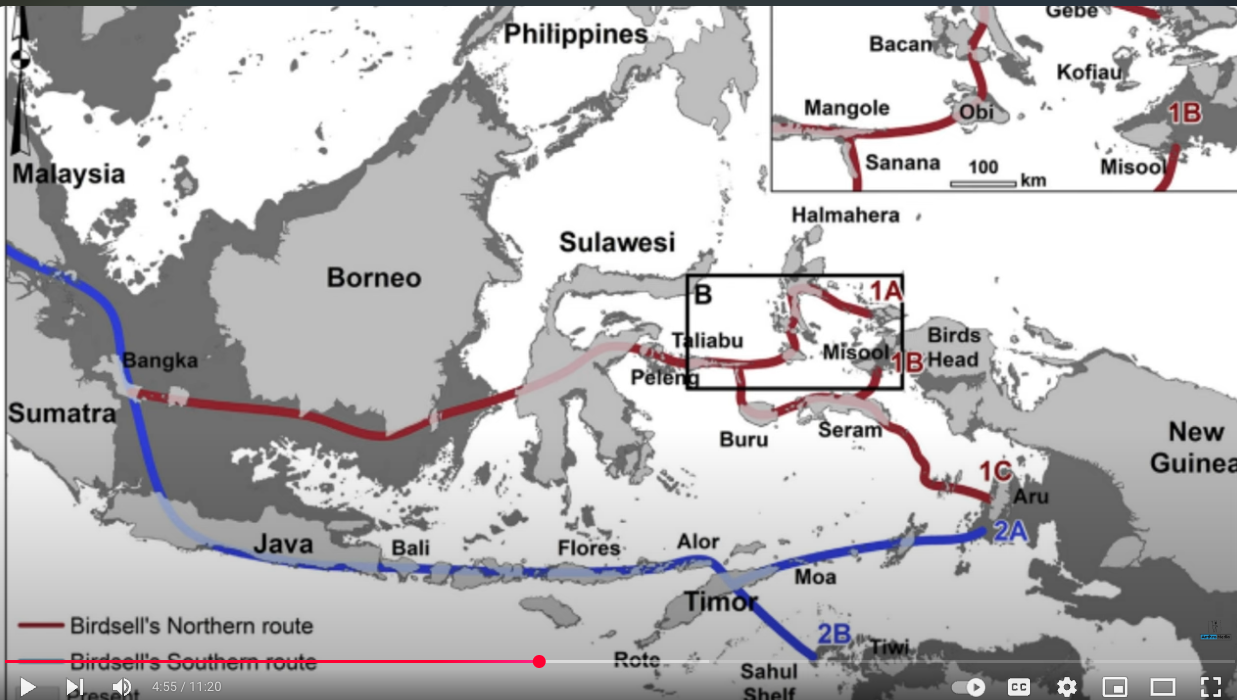 Philippines
Gebe
Bacan
Kofiau
Mangole
Obi
1B
Malaysia
Sanana
100
km
Misool
Halmahera
Sulawesi
Borneo
B
1A
Taliabu
Birds
Head
Misool
1B
Bangka
Peleng
Sumatra
Buru
Seram
New
Guinea
1C
Aru
2A
Java
Bali
Flores
Alor
Moa
Timor
Birdsell's Northern route
2B
Tiwi
Birdsell's Southern route
Rote
Sahul
Shelf
4:55 / 11:20
CC
Present